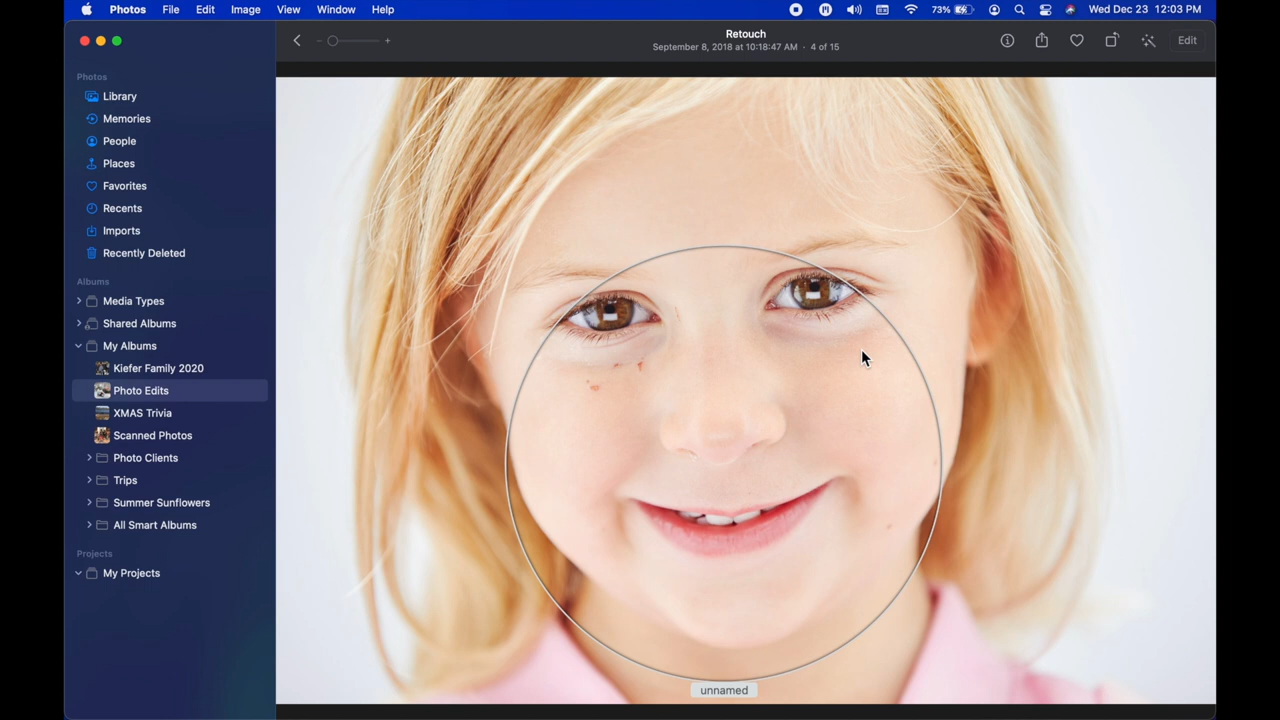 Photos File Edit Image View Window Help 73% Wed Dec 23 12:03 PM
Retouch
September 8, 2018 at 10:18:47 AM · 4 of 15
Edit
Photos
Library
Memories
People
Places
Favorites
Recents
Imports
Recently Deleted
Albums
Media Types
Shared Albums
My Albums
Kiefer Family 2020
Photo Edits
XMAS Trivia
Scanned Photos
Photo Clients
Trips
Summer Sunflowers
All Smart Albums
Projects
My Projects
unnamed